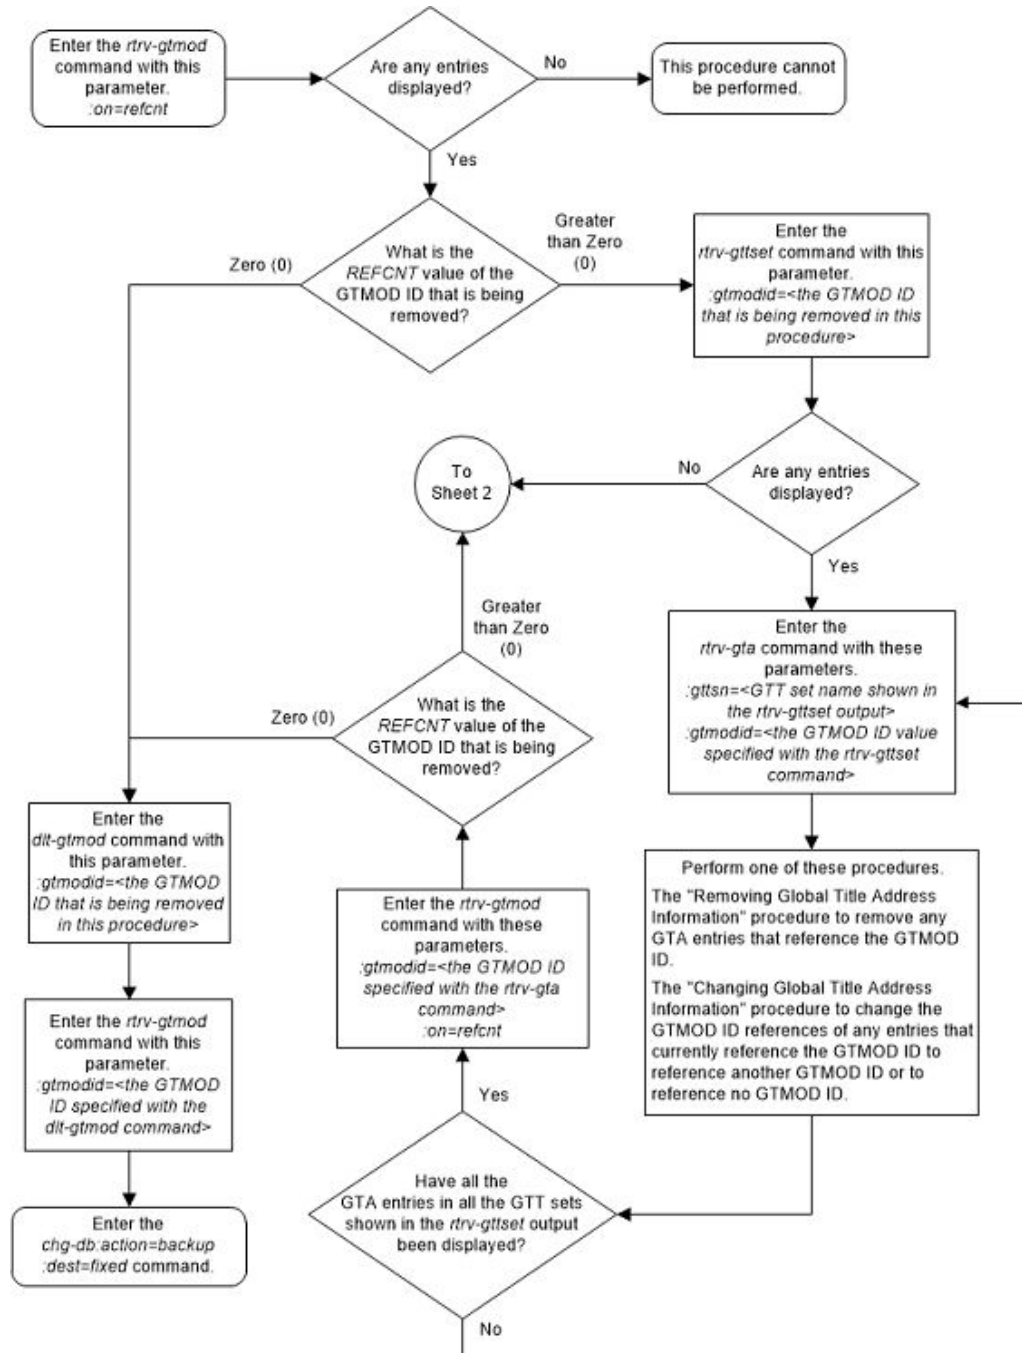 Enter the rtrv-gtmod
command with this
parameter.
:on=refcnt
Are any entries
displayed?
No
This procedure cannot
be performed.
Yes
What is the
REFCNT value of the
GTMOD ID that is being
removed?
Zero (0)
Greater
than Zero
(0)
Enter the
rtrv-gttset command with this
parameter.
:gtmodid=<the GTMOD ID
that is being removed in this
procedure>
Are any entries
displayed?
No
To
Sheet 2
Yes
Enter the
rtrv-gta command with these
parameters.
:gttsn=<GTT set name shown in
the rtrv-gttset output>
:gtmodid=<the GTMOD ID value
specified with the rtrv-gttset
command>
Perform one of these procedures.
The "Removing Global Title Address
Information" procedure to remove any
GTA entries that reference the GTMOD
ID.
The "Changing Global Title Address
Information" procedure to change the
GTMOD ID references of any entries that
currently reference the GTMOD ID to
reference another GTMOD ID or to
reference no GTMOD ID.
Have all the
GTA entries in all the GTT sets
shown in the rtrv-gttset output
been displayed?
No
Yes
Enter the rtrv-gtmod
command with these
parameters.
:gtmodid=<the GTMOD ID
specified with the rtrv-gta
command>
:on=refcnt
What is the
REFCNT value of the
GTMOD ID that is being
removed?
Greater
than Zero
(0)
Zero (0)
Enter the
dlt-gtmod command with
this parameter.
:gtmodid=<the GTMOD
ID that is being removed
in this procedure>
Enter the rtrv-gtmod
command with this
parameter.
:gtmodid=<the GTMOD
ID specified with the
dlt-gtmod command>
Enter the
chg-db:action=backup
:dest=fixed command.